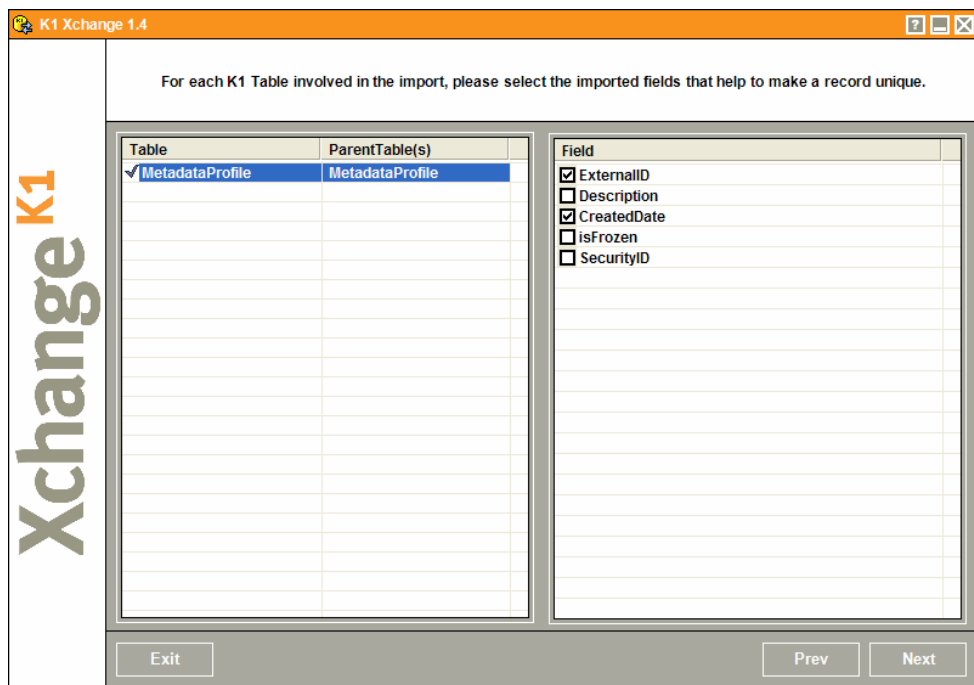 K1 Xchange 1.4
For each K1 Table involved in the import, please select the imported fields that help to make a record unique.
Xchange K1
Table ParentTable(s)
MetadataProfile MetadataProfile
Field
ExternalID
Description
CreatedDate
isFrozen
SecurityID
Exit
Prev
Next